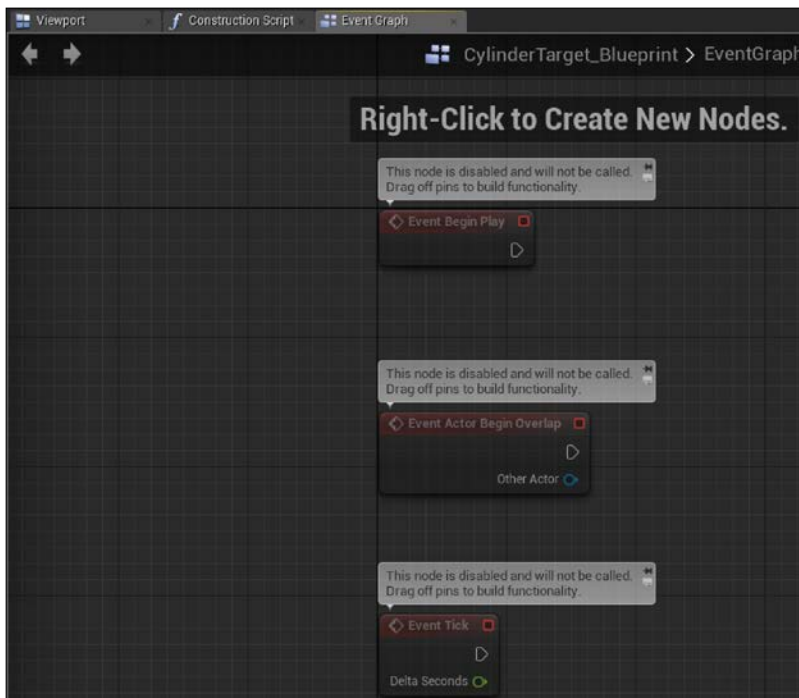 Viewport
Construction Script
Event Graph
CylinderTarget_Blueprint > EventGraph
Right-Click to Create New Nodes.
This node is disabled and will not be called.
Drag off pins to build functionality.
Event Begin Play
This node is disabled and will not be called.
Drag off pins to build functionality.
Event Actor Begin Overlap
Other Actor
This node is disabled and will not be called.
Drag off pins to build functionality.
Event Tick
Delta Seconds